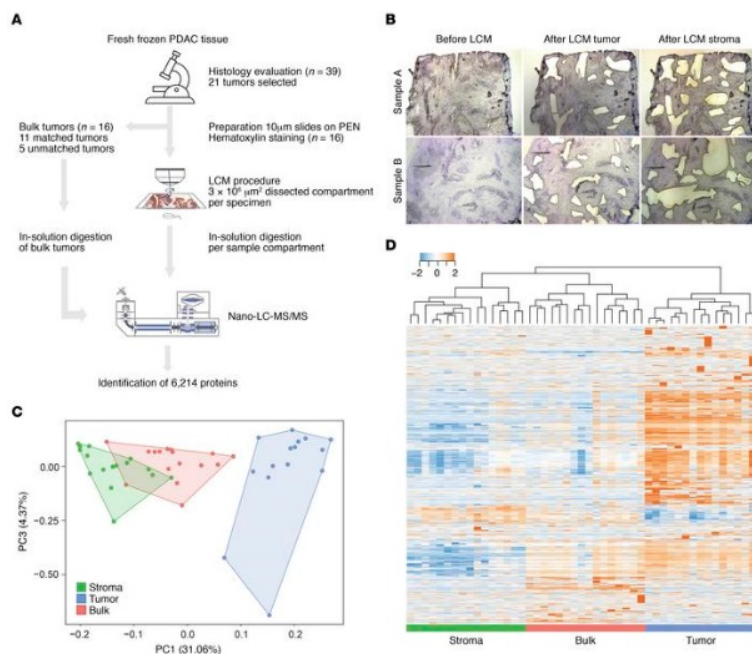 A
Fresh frozen PDAC tissue
Histology evaluation (n = 39)
21 tumors selected
Bulk tumors (n = 16)
11 matched tumors
5 unmatched tumors
Preparation 10μm slides on PEN
Hematoxylin staining (n = 16)
LCM procedure
3 × 10⁶ μm² dissected compartment
per specimen
In-solution digestion
of bulk tumors
In-solution digestion
per sample compartment
Nano-LC-MS/MS
Identification of 6,214 proteins
B
Before LCM After LCM tumor After LCM stroma
Sample A
Sample B
C
0.00
−0.25
−0.50
PC3 (4.37%)
Stroma
Tumor
Bulk
−0.2 −0.1 0.0 0.1 0.2
PC1 (31.06%)
D
−2 0 2
Stroma Bulk Tumor